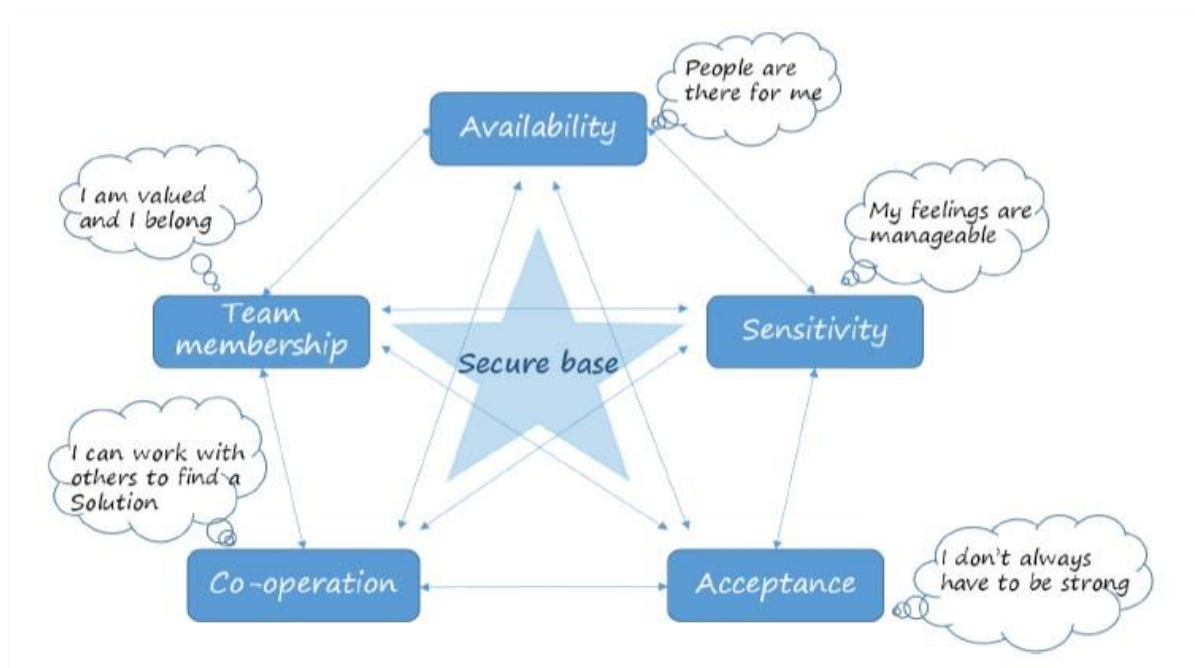 People are
there for me
Availability
I am valued
and I belong
My feelings are
manageable
Team
membership
Sensitivity
Secure base
I can work with
others to find a
Solution
Co-operation
Acceptance
I don't always
have to be strong